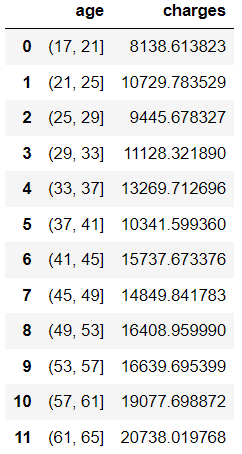 age charges
0 (17, 21] 8138.613823
1 (21, 25] 10729.783529
2 (25, 29] 9445.678327
3 (29, 33] 11128.321890
4 (33, 37] 13269.712696
5 (37, 41] 10341.599360
6 (41, 45] 15737.673376
7 (45, 49] 14849.841783
8 (49, 53] 16408.959990
9 (53, 57] 16639.695399
10 (57, 61] 19077.698872
11 (61, 65] 20738.019768